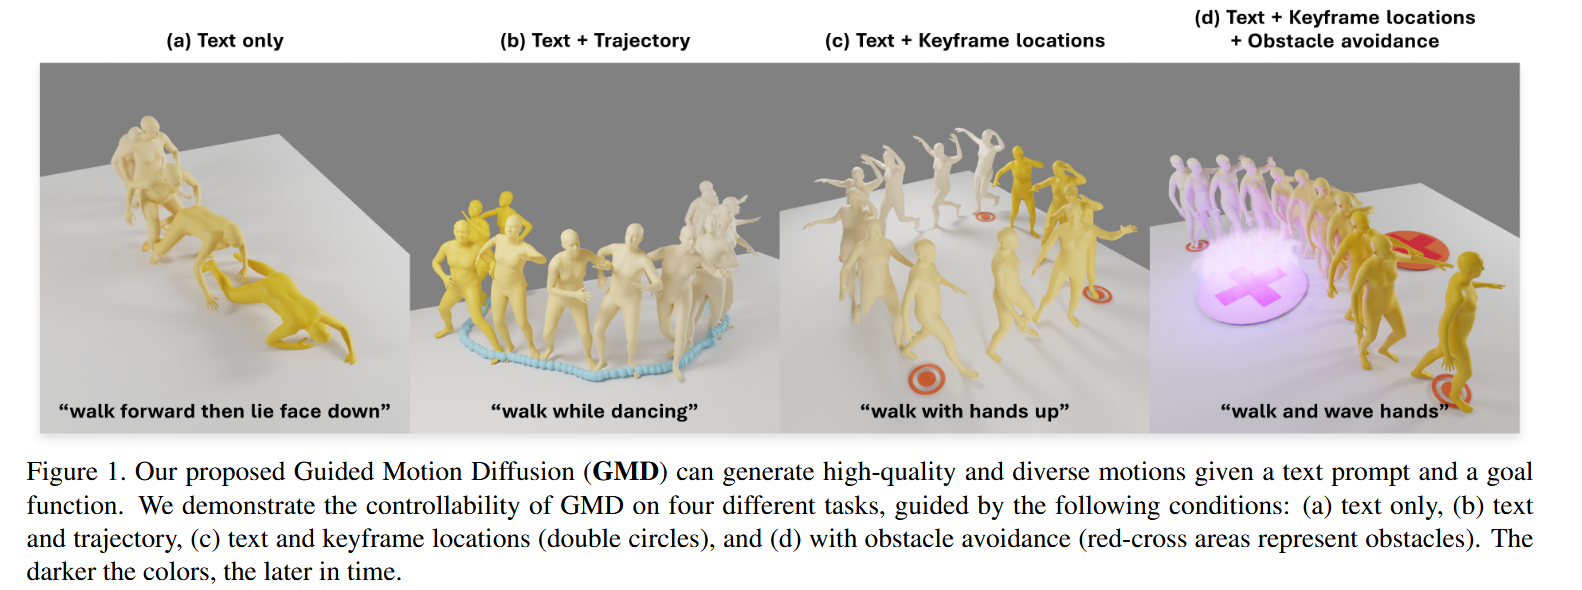 (a) Text only
(b) Text + Trajectory
(c) Text + Keyframe locations
(d) Text + Keyframe locations
+ Obstacle avoidance
“walk forward then lie face down”
“walk while dancing”
“walk with hands up”
“walk and wave hands”
Figure 1. Our proposed Guided Motion Diffusion (GMD) can generate high-quality and diverse motions given a text prompt and a goal
function. We demonstrate the controllability of GMD on four different tasks, guided by the following conditions: (a) text only, (b) text
and trajectory, (c) text and keyframe locations (double circles), and (d) with obstacle avoidance (red-cross areas represent obstacles). The
darker the colors, the later in time.